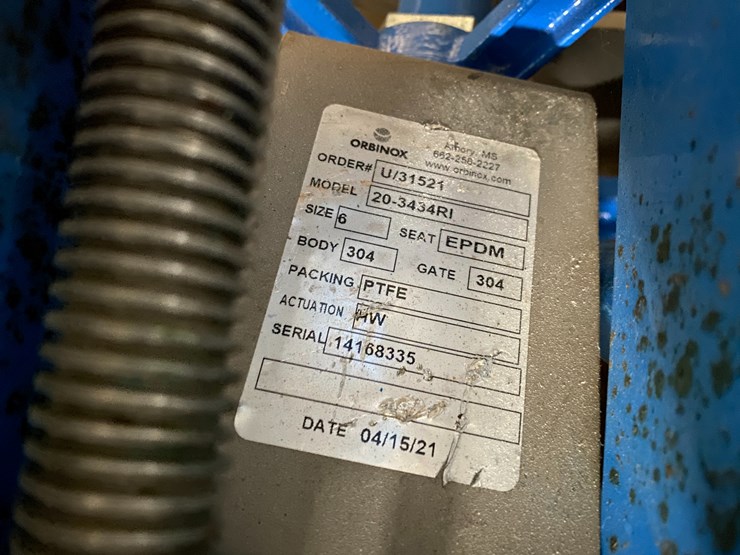 ORBINOX
Amory, MS
662-256-2227
www.orbinox.com
ORDER# U/31521
MODEL 20-3434RI
SIZE 6 SEAT EPDM
BODY 304 GATE 304
PACKING PTFE
ACTUATION HW
SERIAL 14168335
DATE 04/15/21